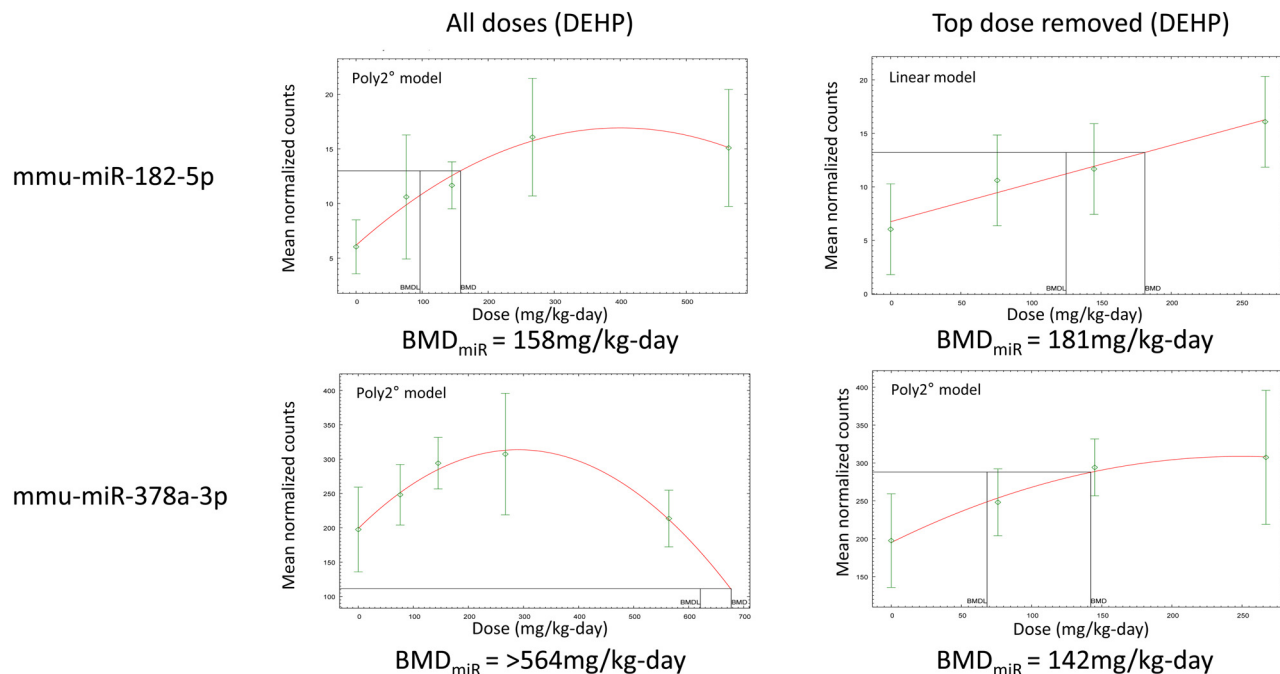 All doses (DEHP)
Top dose removed (DEHP)
mmu-miR-182-5p
Poly2° model
Mean normalized counts
20
15
10
5
BMDL
BMD
0
100
200
300
400
500
Dose (mg/kg-day)
BMDmiR = 158mg/kg-day
Linear model
Mean normalized counts
20
15
10
5
0
BMDL
BMD
0
50
100
150
200
250
Dose (mg/kg-day)
BMDmiR = 181mg/kg-day
mmu-miR-378a-3p
Poly2° model
Mean normalized counts
400
350
300
250
200
150
100
BMDL
BMD
0
100
200
300
400
500
600
700
Dose (mg/kg-day)
BMDmiR = >564mg/kg-day
Poly2° model
Mean normalized counts
400
350
300
250
200
150
BMDL
BMD
0
50
100
150
200
250
Dose (mg/kg-day)
BMDmiR = 142mg/kg-day